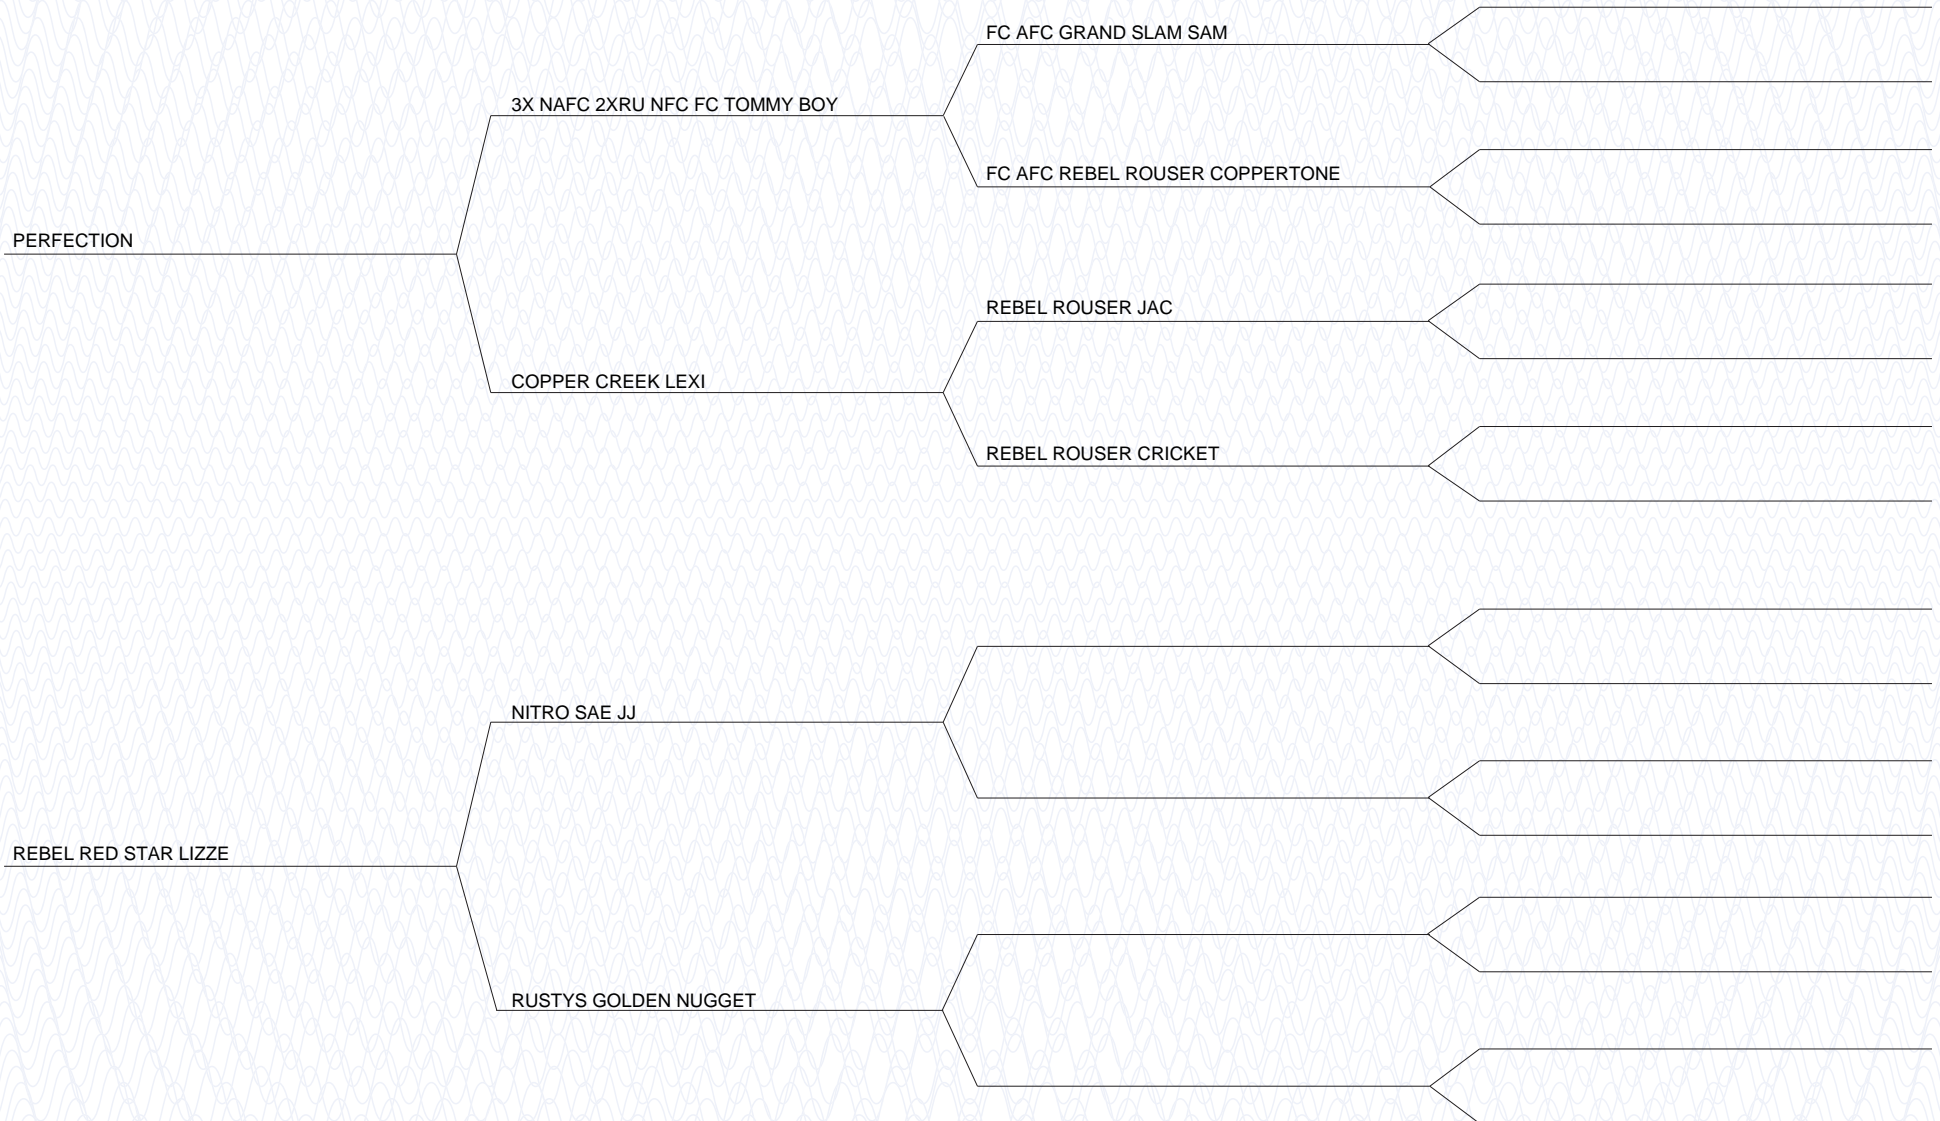 FC AFC GRAND SLAM SAM
3X NAFC 2XRU NFC FC TOMMY BOY
FC AFC REBEL ROUSER COPPERTONE
PERFECTION
REBEL ROUSER JAC
COPPER CREEK LEXI
REBEL ROUSER CRICKET
NITRO SAE JJ
REBEL RED STAR LIZZE
RUSTYS GOLDEN NUGGET